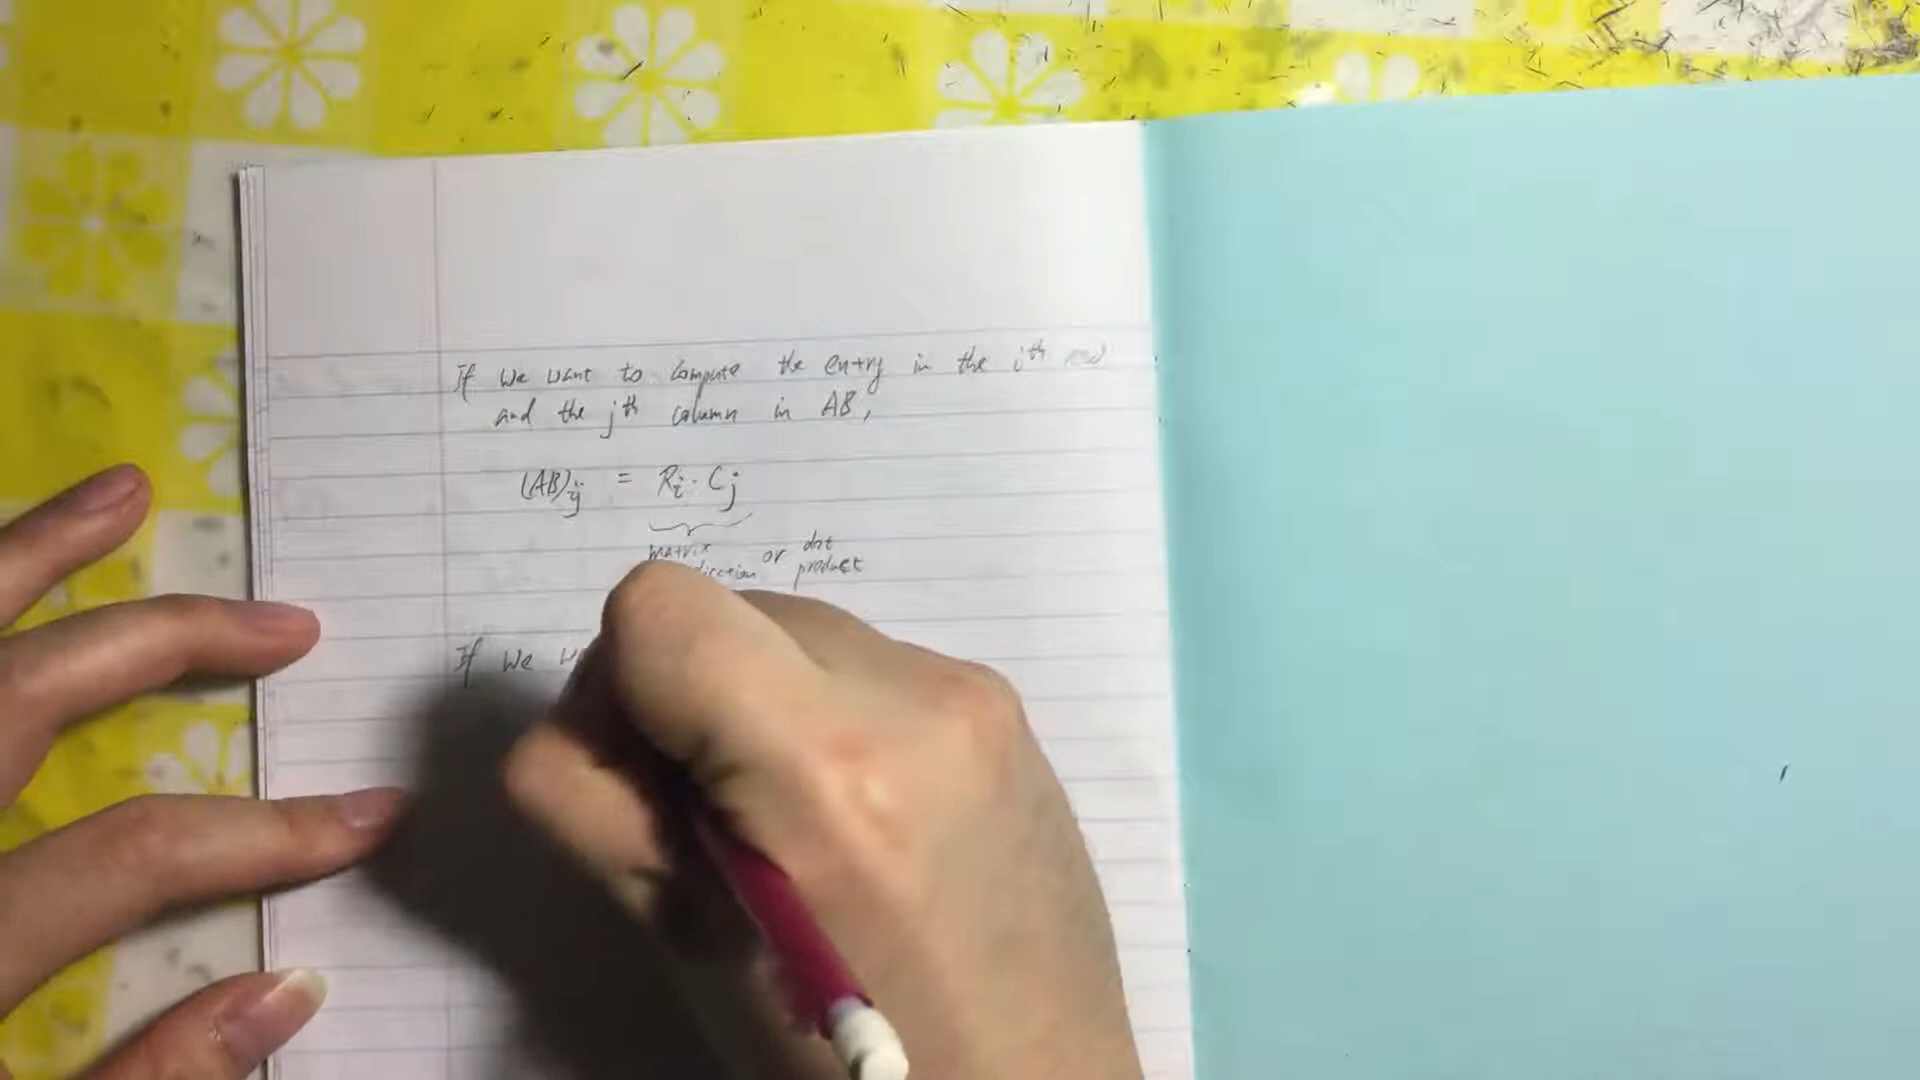 If we want to compute the entry in the ith row
and the jth column in AB,
(AB)ij = Ri · Cj
matrix or dot
product
If we